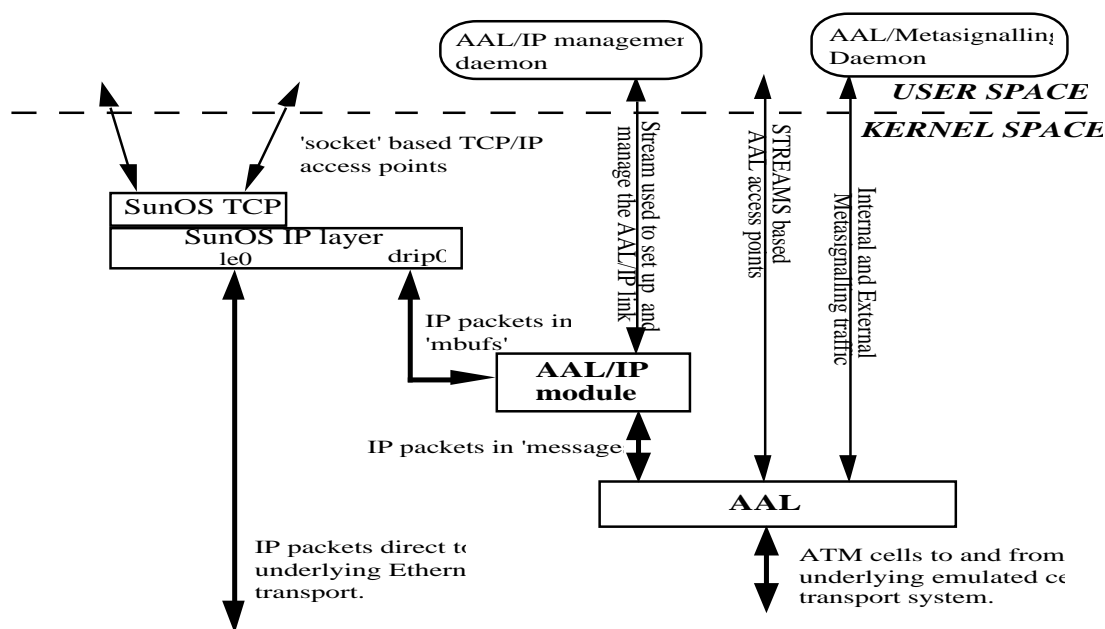 AAL/IP managemen
daemon
AAL/Metasignalling
Daemon
USER SPACE
KERNEL SPACE
'socket' based TCP/IP
access points
SunOS TCP
SunOS IP layer
le0 drip0
Stream used to set up and
manage the AAL/IP link
STREAMS based
AAL access points
Internal and External
Metasignalling traffic
IP packets in
'mbufs'
AAL/IP
module
IP packets in 'message
AAL
IP packets direct to
underlying Ethern
transport.
ATM cells to and from
underlying emulated ce
transport system.